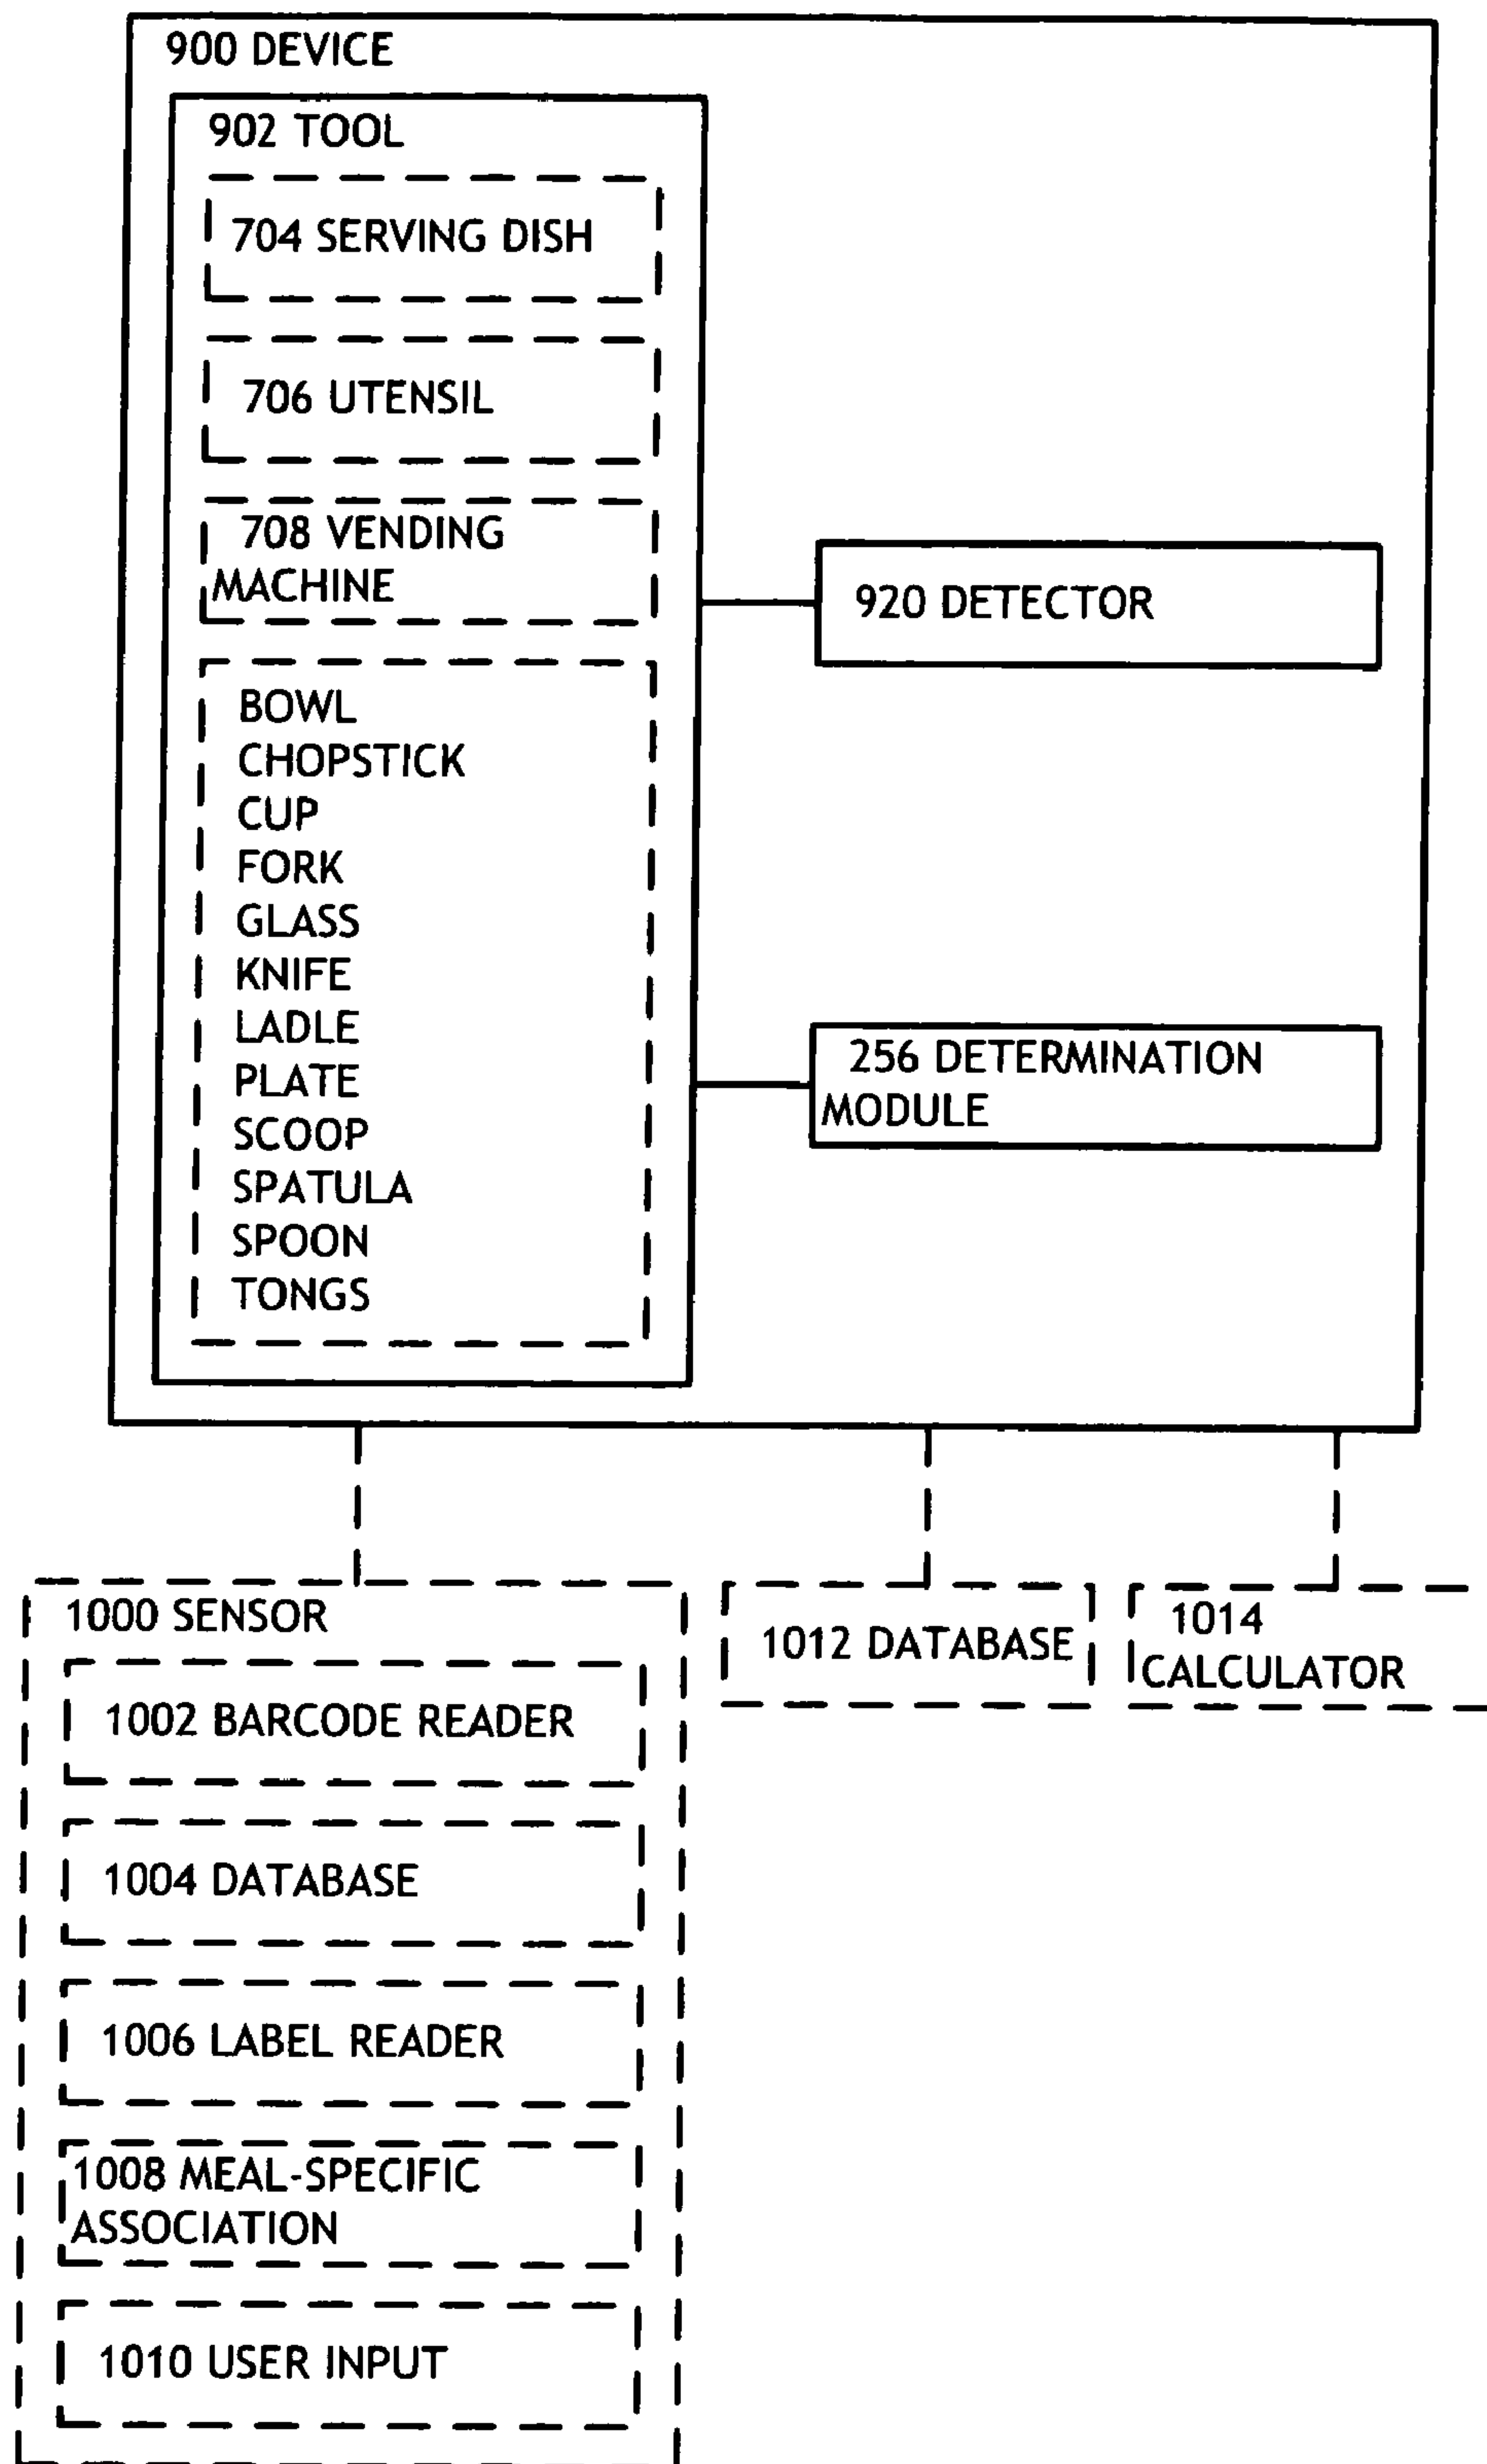 900 DEVICE
902 TOOL
704 SERVING DISH
706 UTENSIL
708 VENDING
MACHINE
BOWL
CHOPSTICK
CUP
FORK
GLASS
KNIFE
LADLE
PLATE
SCOOP
SPATULA
SPOON
TONGS
920 DETECTOR
256 DETERMINATION
MODULE
1000 SENSOR
1002 BARCODE READER
1004 DATABASE
1006 LABEL READER
1008 MEAL-SPECIFIC
ASSOCIATION
1010 USER INPUT
1012 DATABASE
1014
CALCULATOR